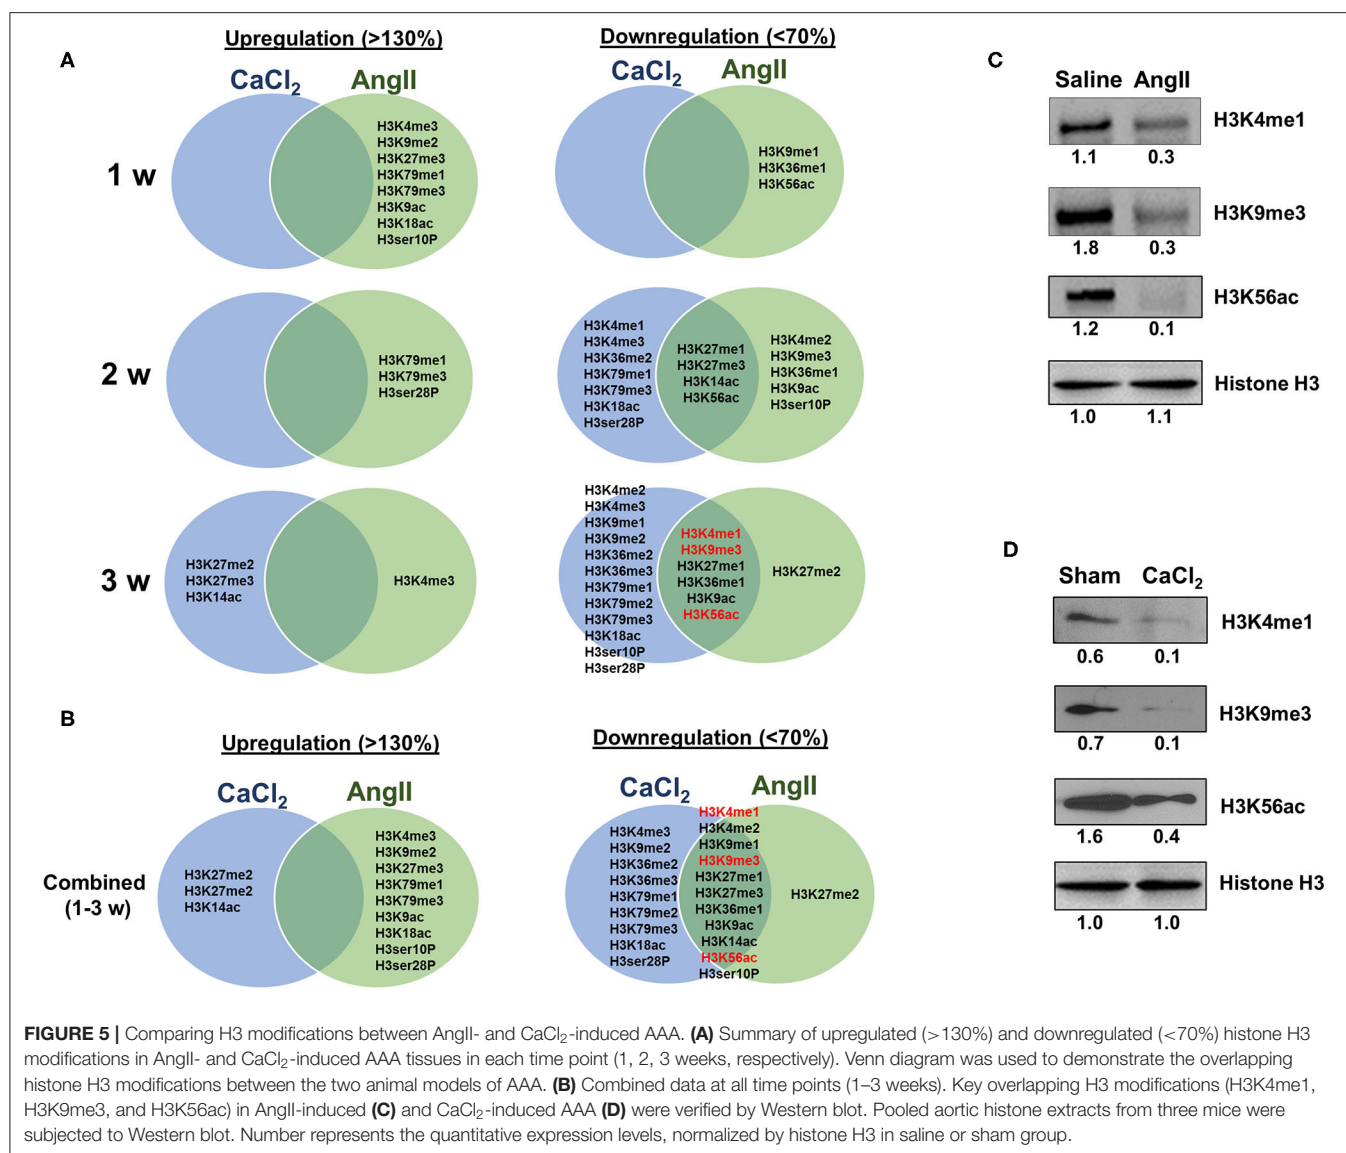 A
Upregulation (>130%)
Downregulation (<70%)
CaCl₂
AngII
CaCl₂
AngII
1 w
H3K4me3
H3K9me2
H3K27me3
H3K79me1
H3K79me3
H3K9ac
H3K18ac
H3ser10P
H3K9me1
H3K36me1
H3K56ac
2 w
H3K79me1
H3K79me3
H3ser28P
H3K4me1
H3K4me3
H3K36me2
H3K79me1
H3K79me3
H3K18ac
H3ser28P
H3K27me1
H3K27me3
H3K14ac
H3K56ac
H3K4me2
H3K9me3
H3K36me1
H3K9ac
H3ser10P
3 w
H3K27me2
H3K27me3
H3K14ac
H3K4me3
H3K4me2
H3K4me3
H3K9me1
H3K9me2
H3K36me2
H3K36me3
H3K79me1
H3K79me2
H3K79me3
H3K18ac
H3ser10P
H3ser28P
H3K4me1
H3K9me3
H3K27me1
H3K36me1
H3K9ac
H3K56ac
H3K27me2
B
Upregulation (>130%)
Downregulation (<70%)
CaCl₂
AngII
CaCl₂
AngII
Combined
(1-3 w)
H3K27me2
H3K27me2
H3K14ac
H3K4me3
H3K9me2
H3K27me3
H3K79me1
H3K79me3
H3K9ac
H3K18ac
H3ser10P
H3ser28P
H3K4me3
H3K9me2
H3K36me2
H3K36me3
H3K79me1
H3K79me2
H3K79me3
H3K18ac
H3ser28P
H3K4me1
H3K4me2
H3K9me1
H3K9me3
H3K27me1
H3K27me3
H3K36me1
H3K9ac
H3K14ac
H3K56ac
H3ser10P
H3K27me2
C
Saline AngII
H3K4me1
1.1 0.3
H3K9me3
1.8 0.3
H3K56ac
1.2 0.1
Histone H3
1.0 1.1
D
Sham CaCl₂
H3K4me1
0.6 0.1
H3K9me3
0.7 0.1
H3K56ac
1.6 0.4
Histone H3
1.0 1.0
FIGURE 5 | Comparing H3 modifications between AngII- and CaCl₂-induced AAA. (A) Summary of upregulated (>130%) and downregulated (<70%) histone H3
modifications in AngII- and CaCl₂-induced AAA tissues in each time point (1, 2, 3 weeks, respectively). Venn diagram was used to demonstrate the overlapping
histone H3 modifications between the two animal models of AAA. (B) Combined data at all time points (1–3 weeks). Key overlapping H3 modifications (H3K4me1,
H3K9me3, and H3K56ac) in AngII-induced (C) and CaCl₂-induced AAA (D) were verified by Western blot. Pooled aortic histone extracts from three mice were
subjected to Western blot. Number represents the quantitative expression levels, normalized by histone H3 in saline or sham group.